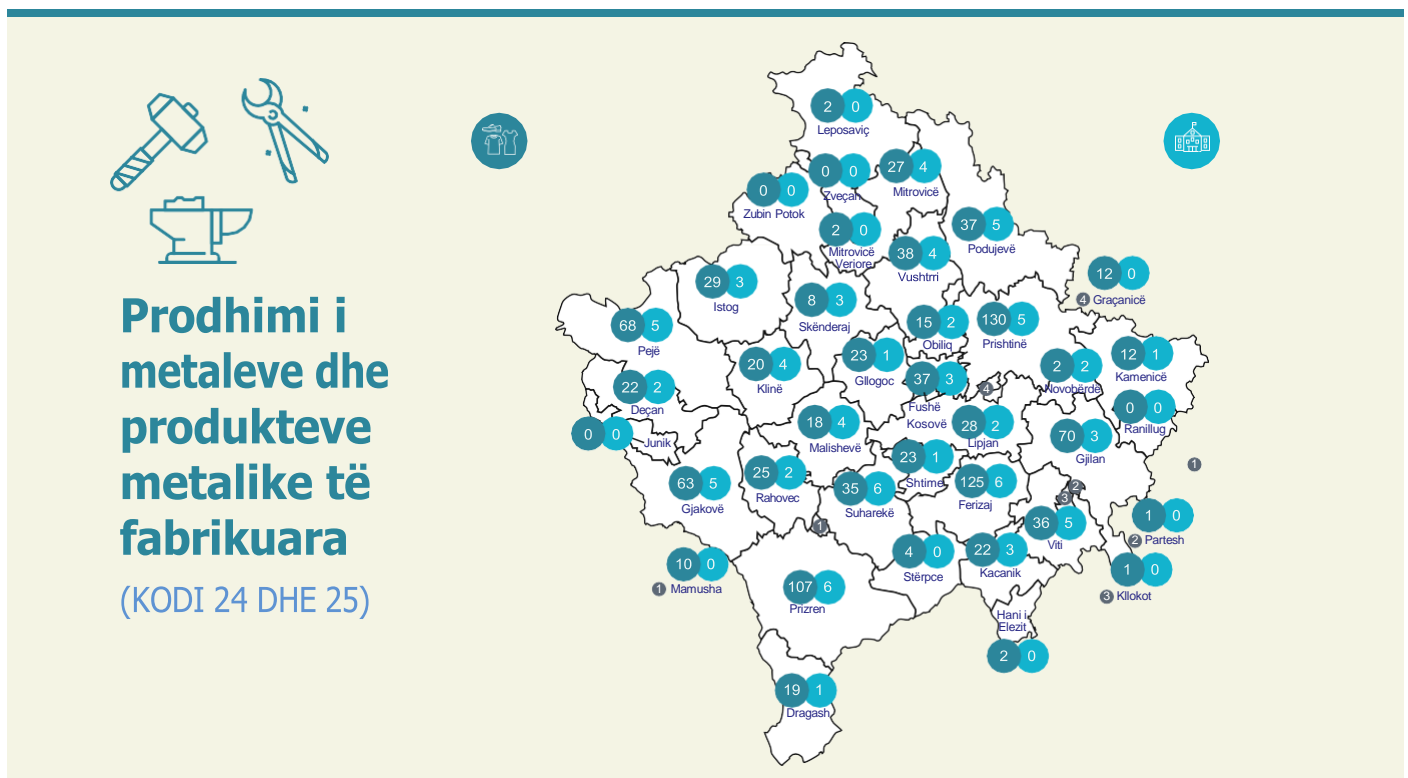 Prodhimi i
metaleve dhe
produkteve
metalike të
fabrikuara
(KODI 24 DHE 25)
2 0
Leposaviç
0 0
Zveçan
27 4
Mitrovicë
0 0
Zubin Potok
2 0
Mitrovicë
Veriore
37 5
Podujevë
38 4
Vushtrri
12 0
4 Graçanicë
29 3
Istog
8 3
Skënderaj
68 5
Pejë
15 2
Obiliq
130 5
Prishtinë
20 4
Klinë
23 1
Gllogoc
37 3
Fushë
Kosovë
4
2 2
Novobërdë
12 1
Kamenicë
22 2
Deçan
0 0
Ranillug
0 0
Junik
18 4
Malishevë
28 2
Lipjan
70 3
Gjilan
23 1
Shtime
1
63 5
Gjakovë
25 2
Rahovec
35 6
Suharekë
125 6
Ferizaj
2
3
36 5
Viti
1
1 0
2 Partesh
10 0
1 Mamusha
4 0
Stërpce
22 3
Kacanik
1 0
3 Kllokot
107 6
Prizren
Hani i
Elezit
2 0
19 1
Dragash